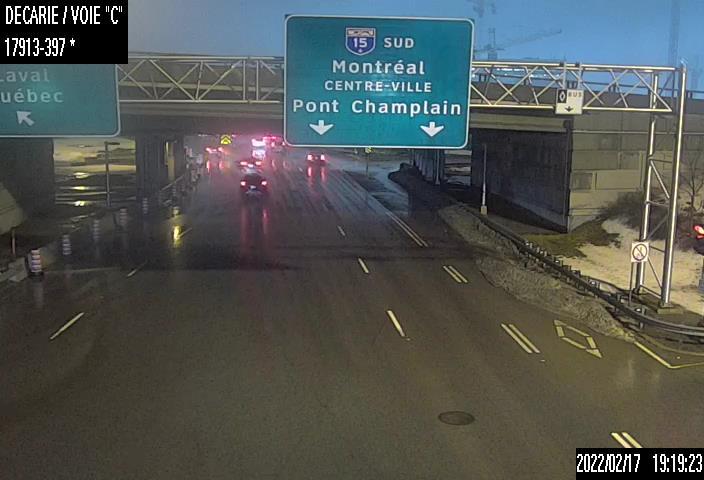 DECARIE / VOIE "C"
17913-397 *
Laval
Québec
15 SUD
Montréal
CENTRE-VILLE
Pont Champlain
BUS
2022/02/17 19:19:23